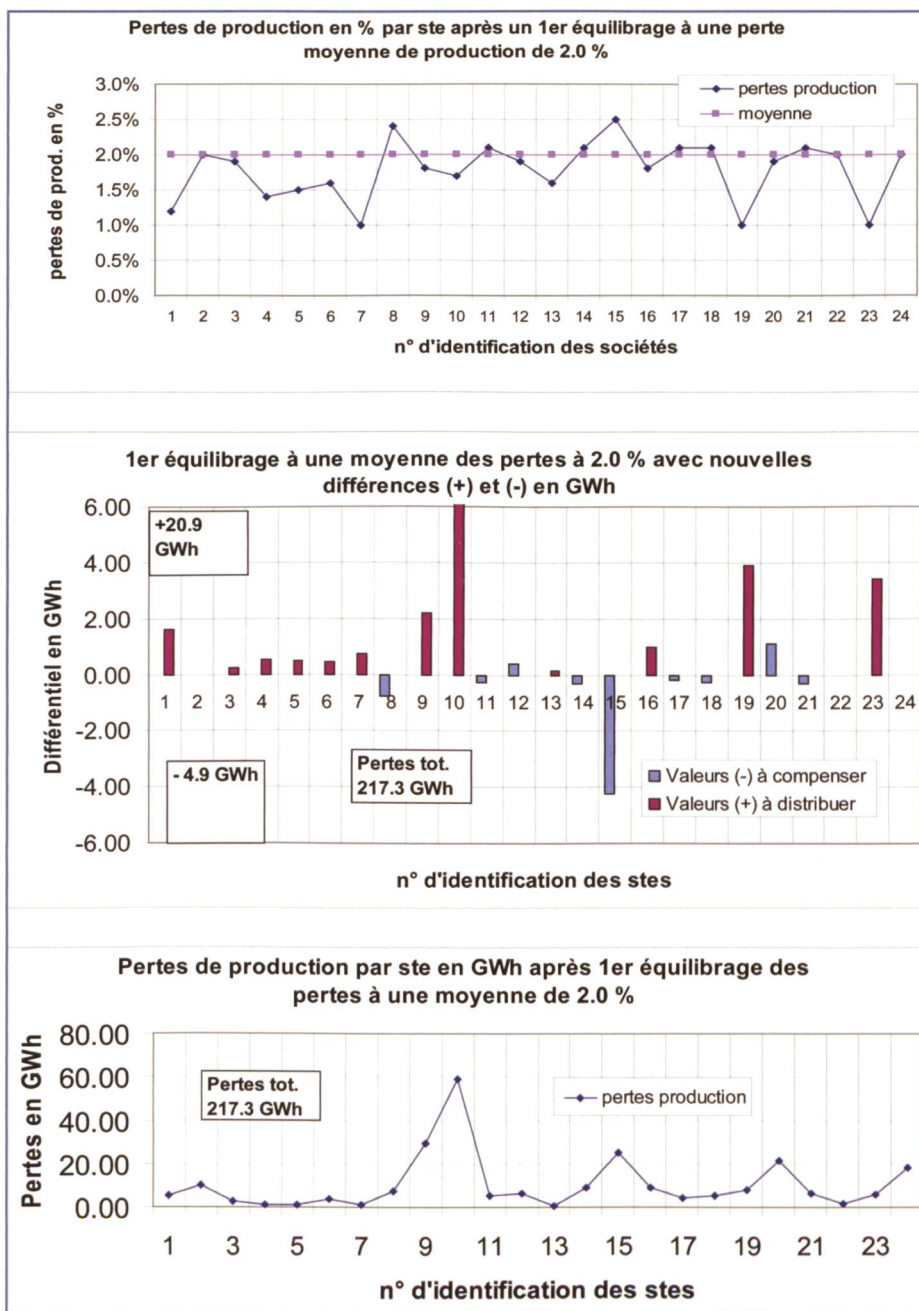 Pertes de production en % par ste après un 1er équilibrage à une perte
moyenne de production de 2.0 %
3.0%
2.5%
2.0%
1.5%
1.0%
0.5%
0.0%
pertes de prod. en %
pertes production
moyenne
1 2 3 4 5 6 7 8 9 10 11 12 13 14 15 16 17 18 19 20 21 22 23 24
n° d'identification des sociétés
1er équilibrage à une moyenne des pertes à 2.0 % avec nouvelles
différences (+) et (-) en GWh
6.00
4.00
2.00
0.00
-2.00
-4.00
-6.00
Différentiel en GWh
+20.9
GWh
1 2 3 4 5 6 7 8 9 10 11 12 13 14 15 16 17 18 19 20 21 22 23 24
- 4.9 GWh
Pertes tot.
217.3 GWh
Valeurs (-) à compenser
Valeurs (+) à distribuer
n° d'identification des stes
Pertes de production par ste en GWh après 1er équilibrage des
pertes à une moyenne de 2.0 %
80.00
60.00
40.00
20.00
0.00
Pertes en GWh
Pertes tot.
217.3 GWh
pertes production
1 3 5 7 9 11 13 15 17 19 21 23
n° d'identification des stes